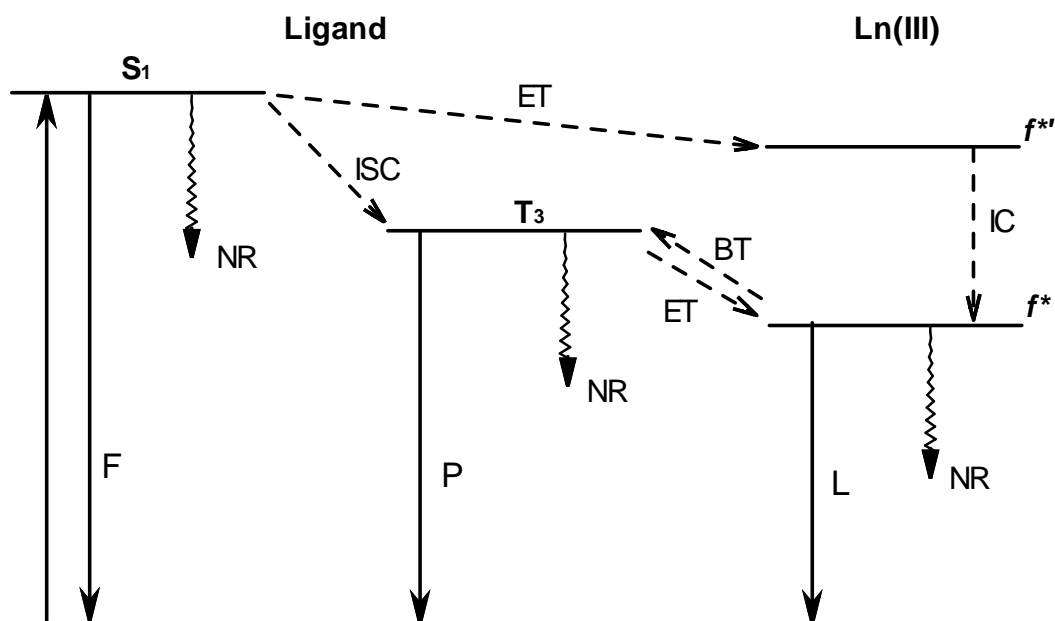 Ligand Ln(III)
S1
ET
f*'
ISC
T3
IC
NR
BT
f*
ET
NR
F
P
L
NR